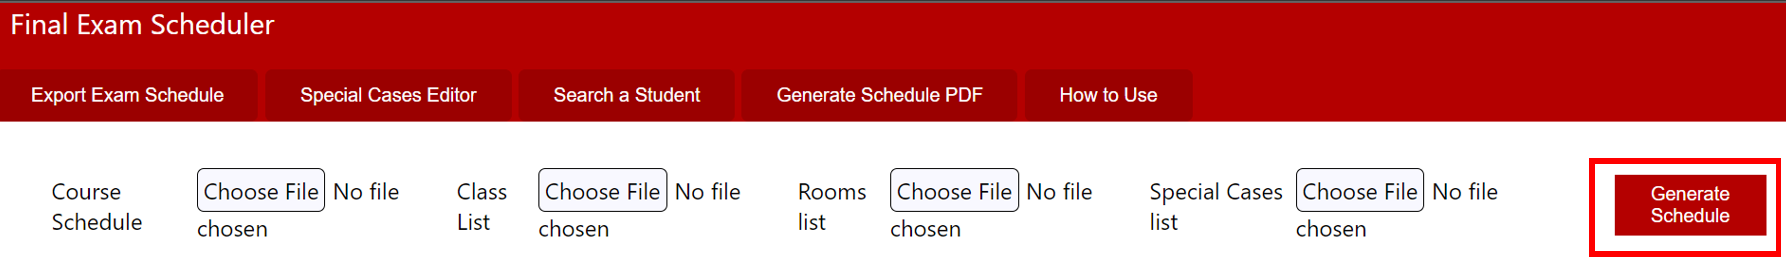 Final Exam Scheduler
Export Exam Schedule
Special Cases Editor
Search a Student
Generate Schedule PDF
How to Use
Course
Schedule
Choose File No file
chosen
Class
List
Choose File No file
chosen
Rooms
list
Choose File No file
chosen
Special Cases
list
Choose File No file
chosen
Generate
Schedule